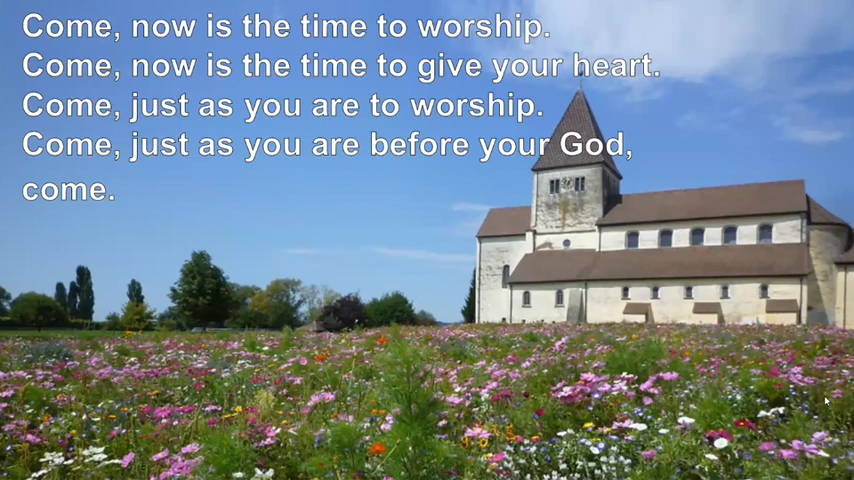 Come, now is the time to worship.
Come, now is the time to give your heart.
Come, just as you are to worship.
Come, just as you are before your God,
come.